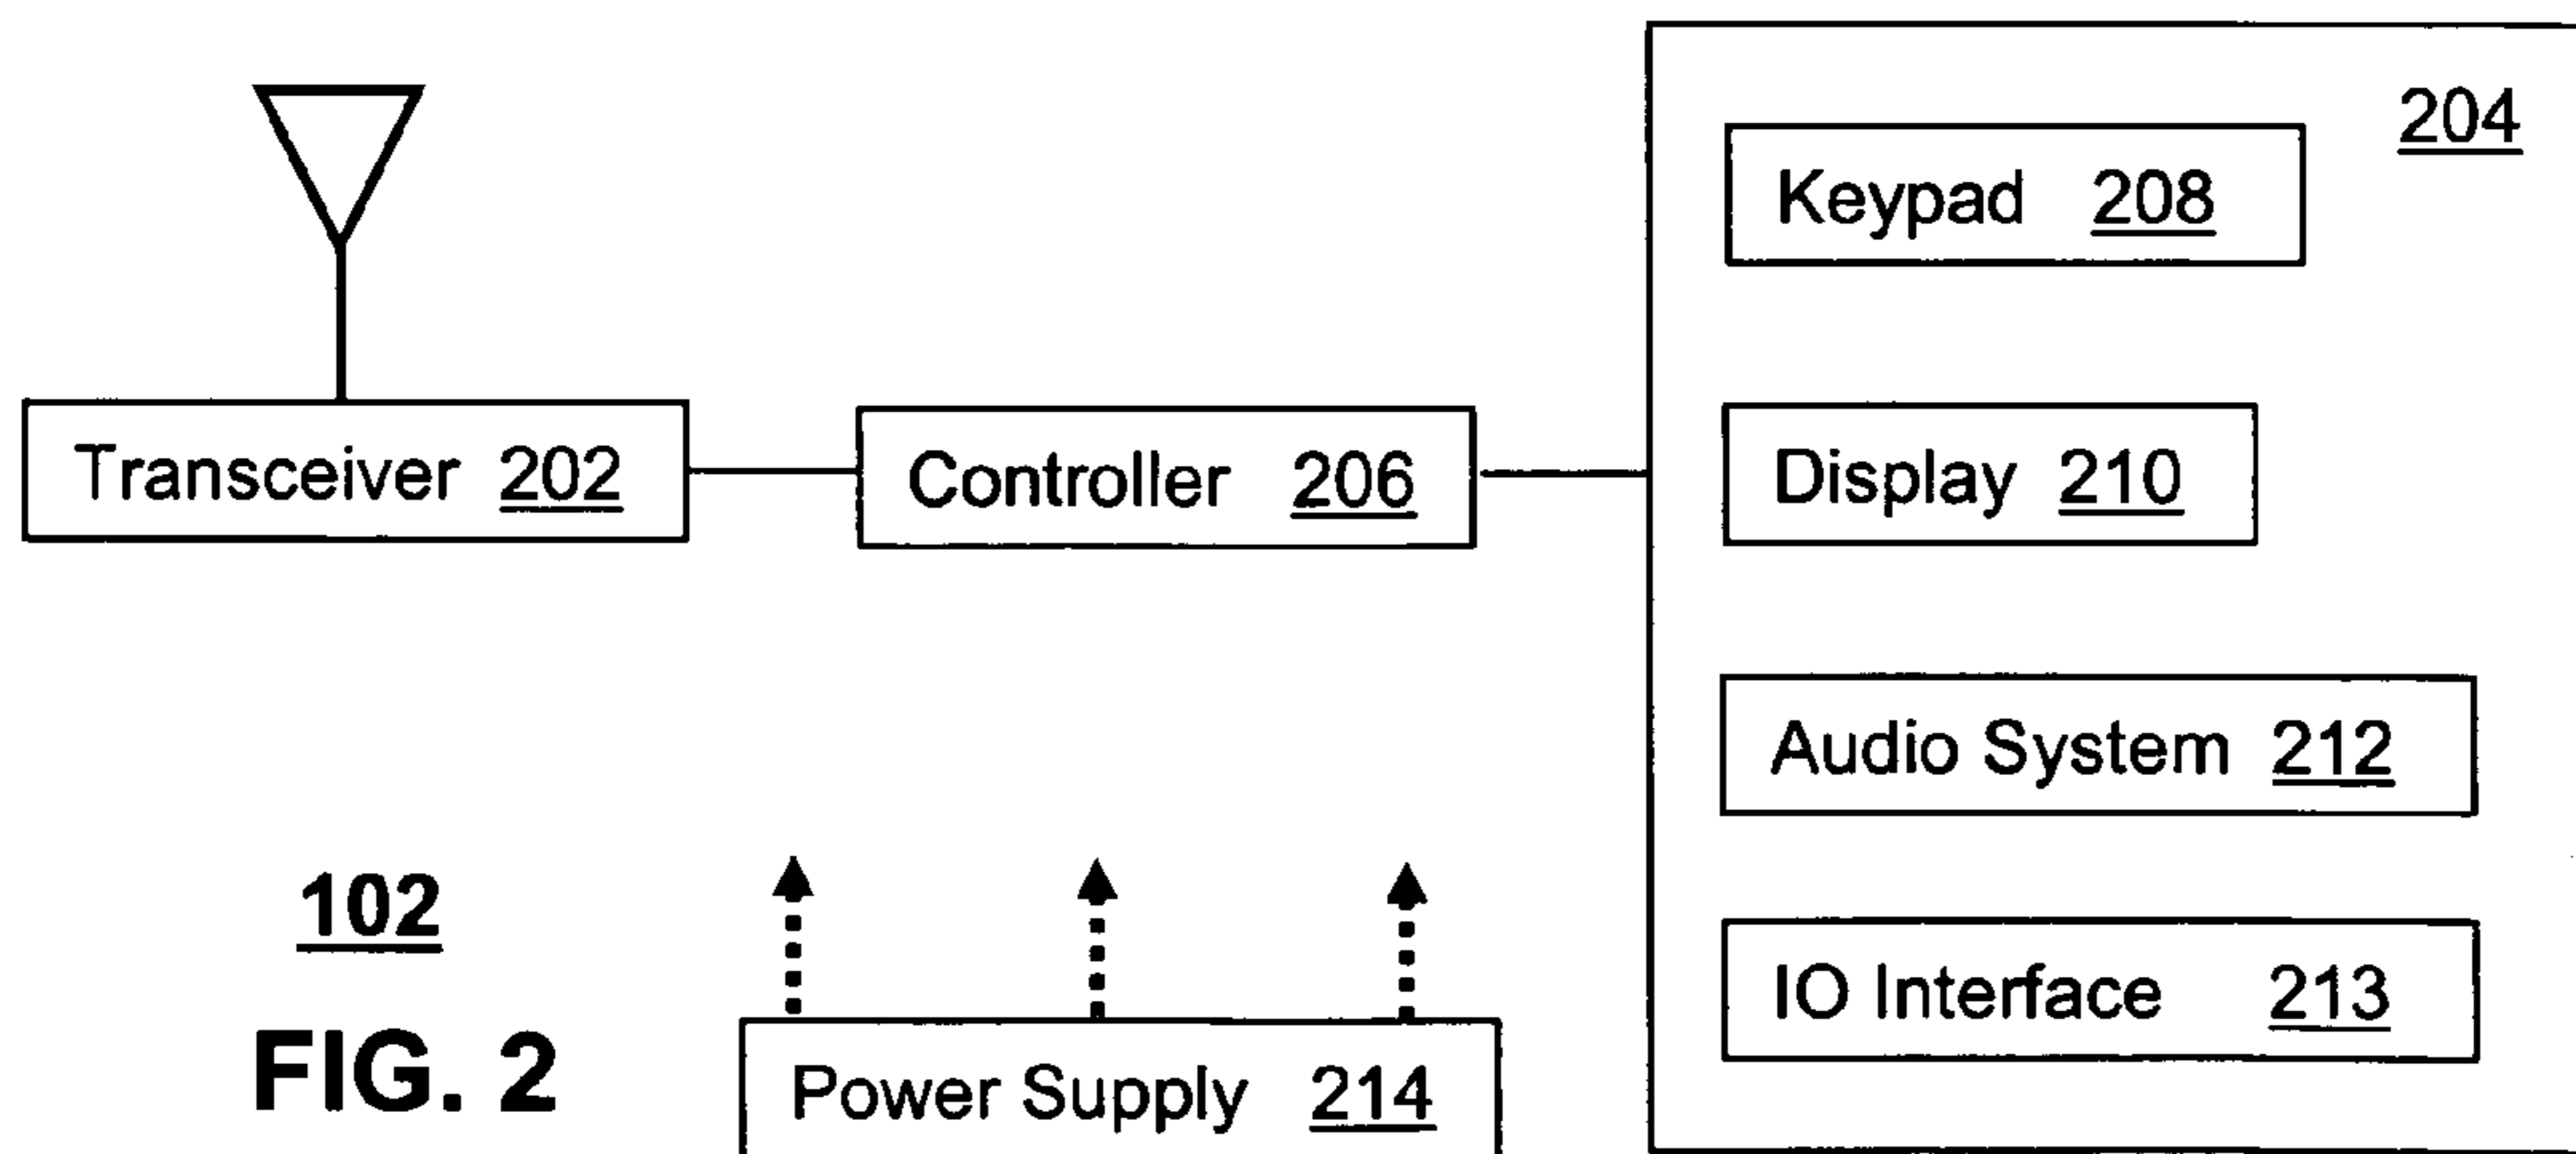 204
Keypad 208
Transceiver 202
Controller 206
Display 210
Audio System 212
102
IO Interface 213
FIG. 2
Power Supply 214